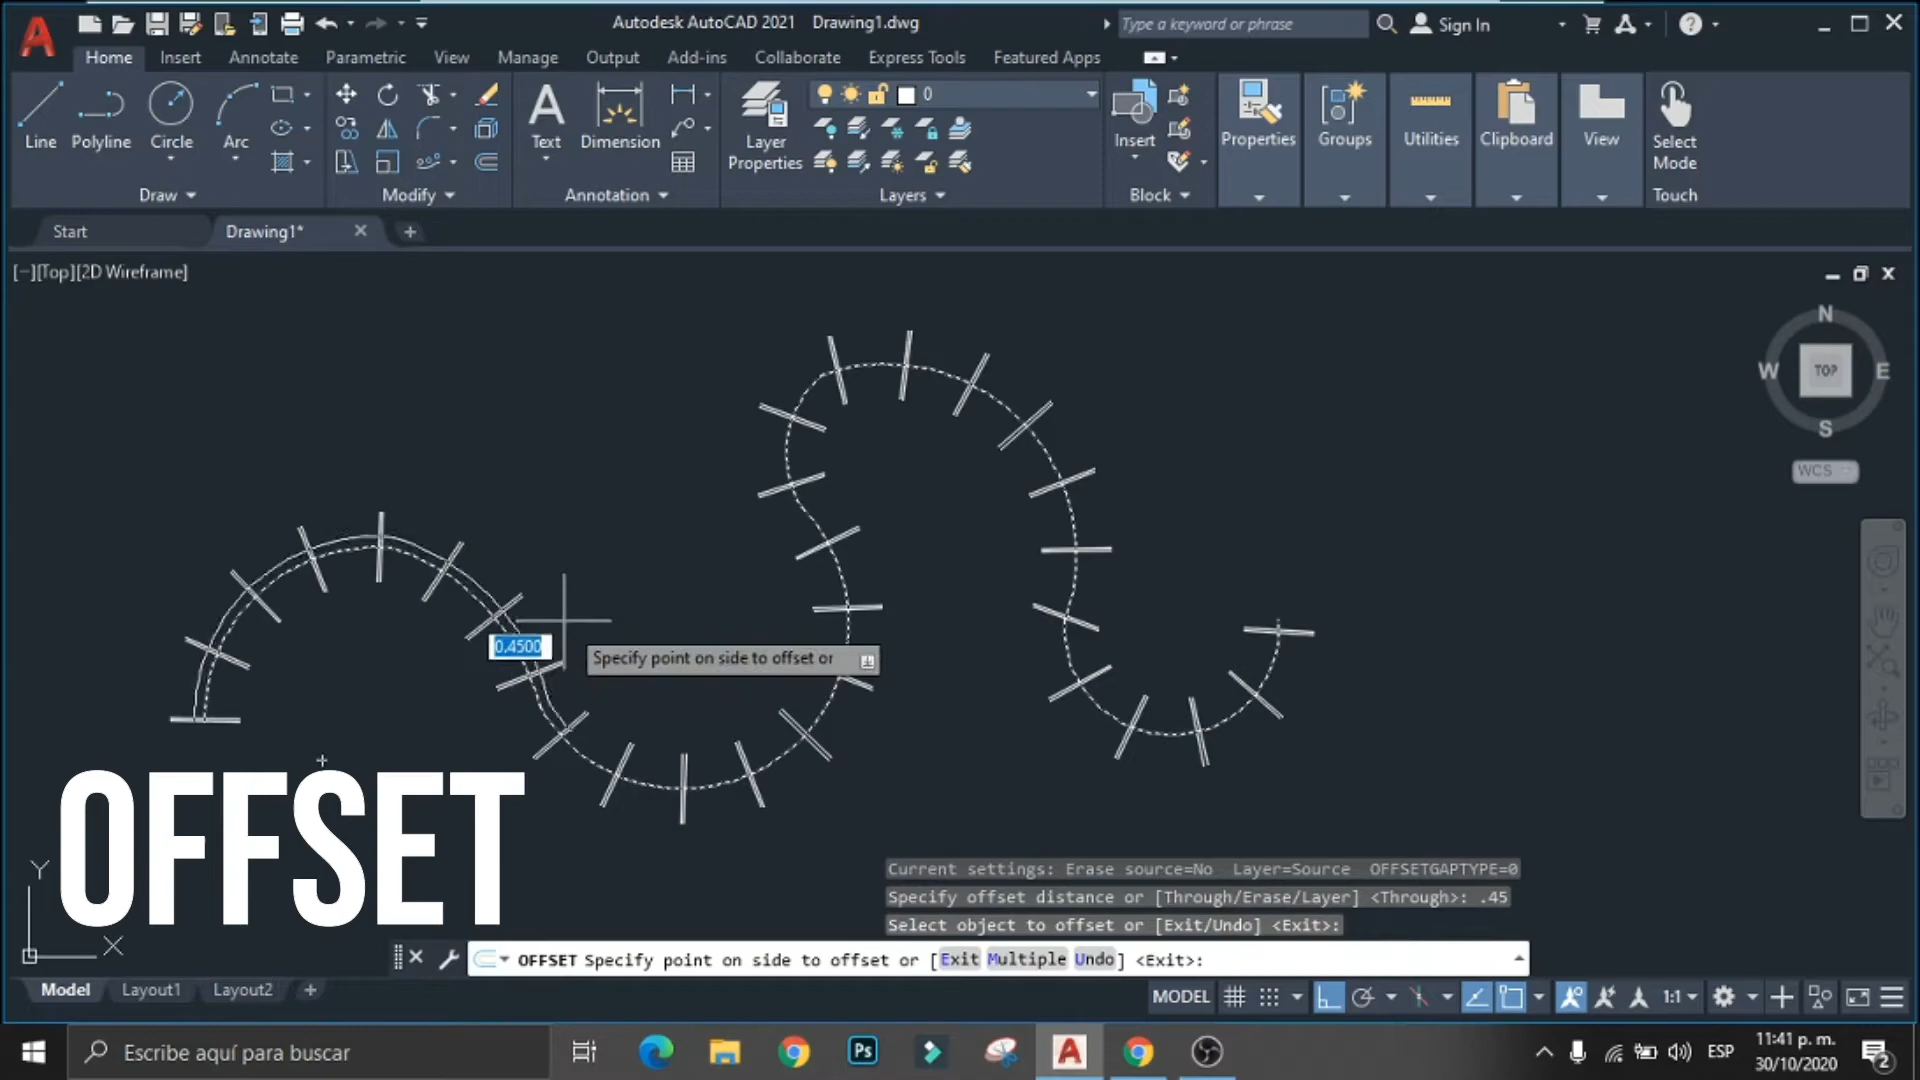 Autodesk AutoCAD 2021 Drawing1.dwg
Type a keyword or phrase
Sign In
Home Insert Annotate Parametric View Manage Output Add-ins Collaborate Express Tools Featured Apps
Line Polyline Circle Arc
Text Dimension
Layer Properties
0
Insert
Properties Groups Utilities Clipboard View
Select Mode
Draw Modify Annotation Layers Block Touch
Start Drawing1*
[−][Top][2D Wireframe]
N
W TOP E
S
WCS
0,4500
Specify point on side to offset or
OFFSET
Y
X
Current settings: Erase source=No Layer=Source OFFSETGAPTYPE=0
Specify offset distance or [Through/Erase/Layer] <Through>: .45
Select object to offset or [Exit/Undo] <Exit>:
OFFSET Specify point on side to offset or [Exit Multiple Undo] <Exit>:
Model Layout1 Layout2
MODEL 1:1
Escribe aquí para buscar
Ps
A
ESP
11:41 p. m.
30/10/2020
2